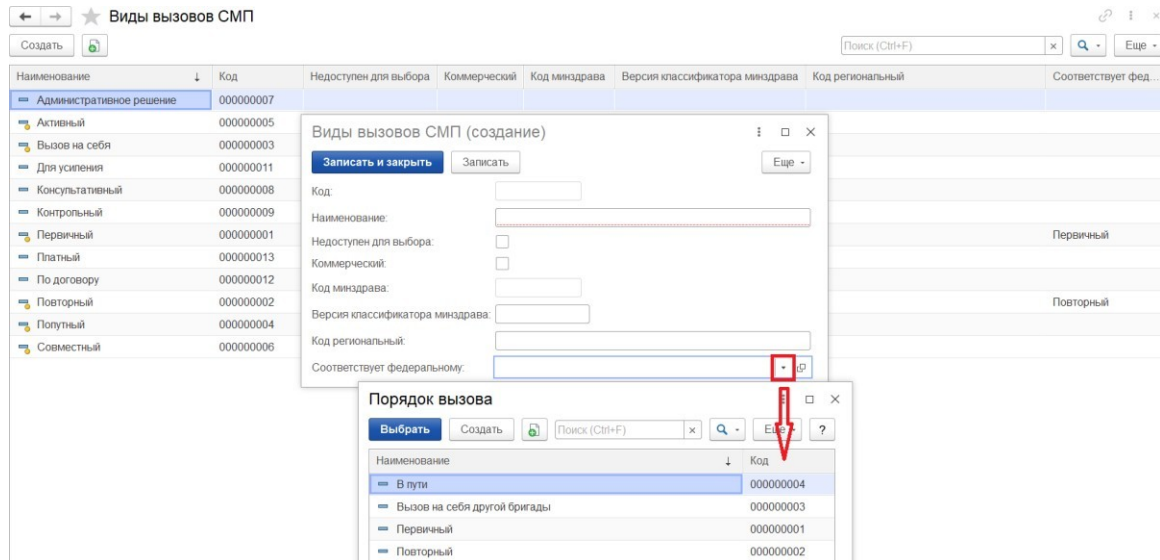 Виды вызовов СМП
Создать Поиск (Ctrl+F) × Еще
Наименование ↓ Код Недоступен для выбора Коммерческий Код минздрава Версия классификатора минздрава Код региональный Соответствует фед...
Административное решение 000000007
Активный 000000005
Вызов на себя 000000003
Для усиления 000000011
Консультативный 000000008
Контрольный 000000009
Первичный 000000001 Первичный
Платный 000000013
По договору 000000012
Повторный 000000002 Повторный
Попутный 000000004
Совместный 000000006
Виды вызовов СМП (создание)
Записать и закрыть Записать Еще
Код:
Наименование:
Недоступен для выбора:
Коммерческий:
Код минздрава:
Версия классификатора минздрава:
Код региональный:
Соответствует федеральному:
Порядок вызова
Выбрать Создать Поиск (Ctrl+F) × Еще ?
Наименование ↓ Код
В пути 000000004
Вызов на себя другой бригады 000000003
Первичный 000000001
Повторный 000000002